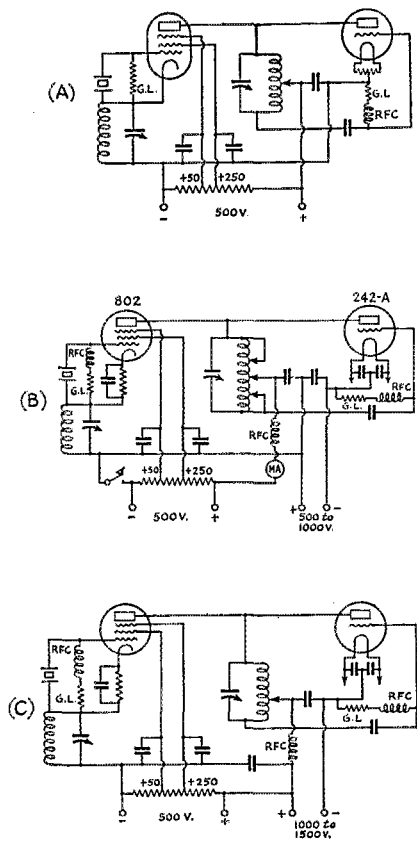 (A)
G.L.
G.L
RFC
+50 +250
- 500V. +
802 242-A
(B)
RFC
G.L.
RFC
G.L.
RFC
MA
+50 +250
- 500V. + + 500 to 1000V. -
(C)
RFC
G.L.
RFC
G.L.
RFC
+50 +250
- 500V. + + 1000 to 1500V. -